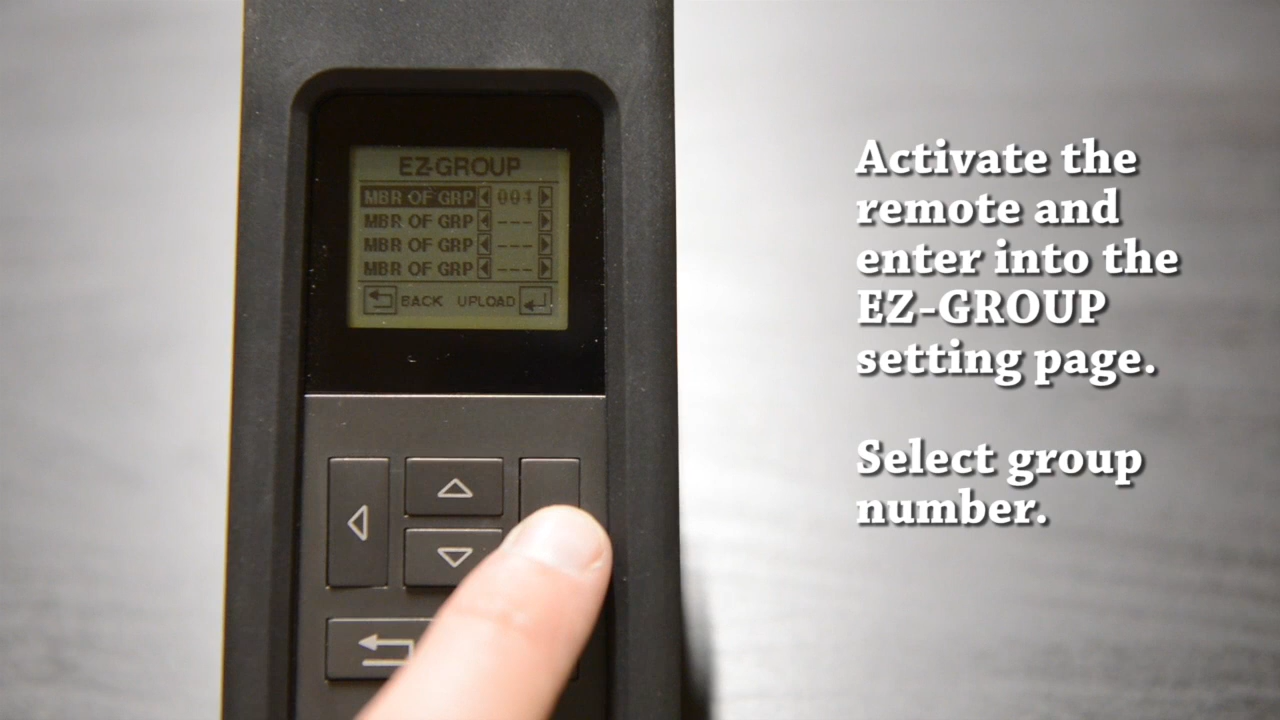 EZ-GROUP
MBR OF GRP 001
MBR OF GRP ---
MBR OF GRP ---
MBR OF GRP ---
BACK UPLOAD
Activate the
remote and
enter into the
EZ-GROUP
setting page.
Select group
number.